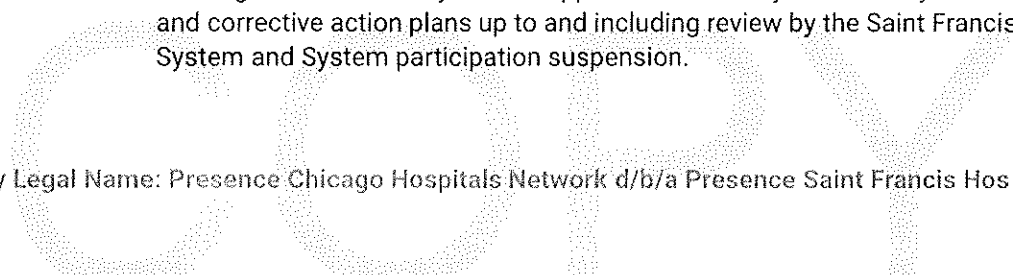 and corrective action plans up to and including review by the Saint Francis
System and System participation suspension.
Legal Name: Presence Chicago Hospitals Network d/b/a Presence Saint Francis Hos
COPY